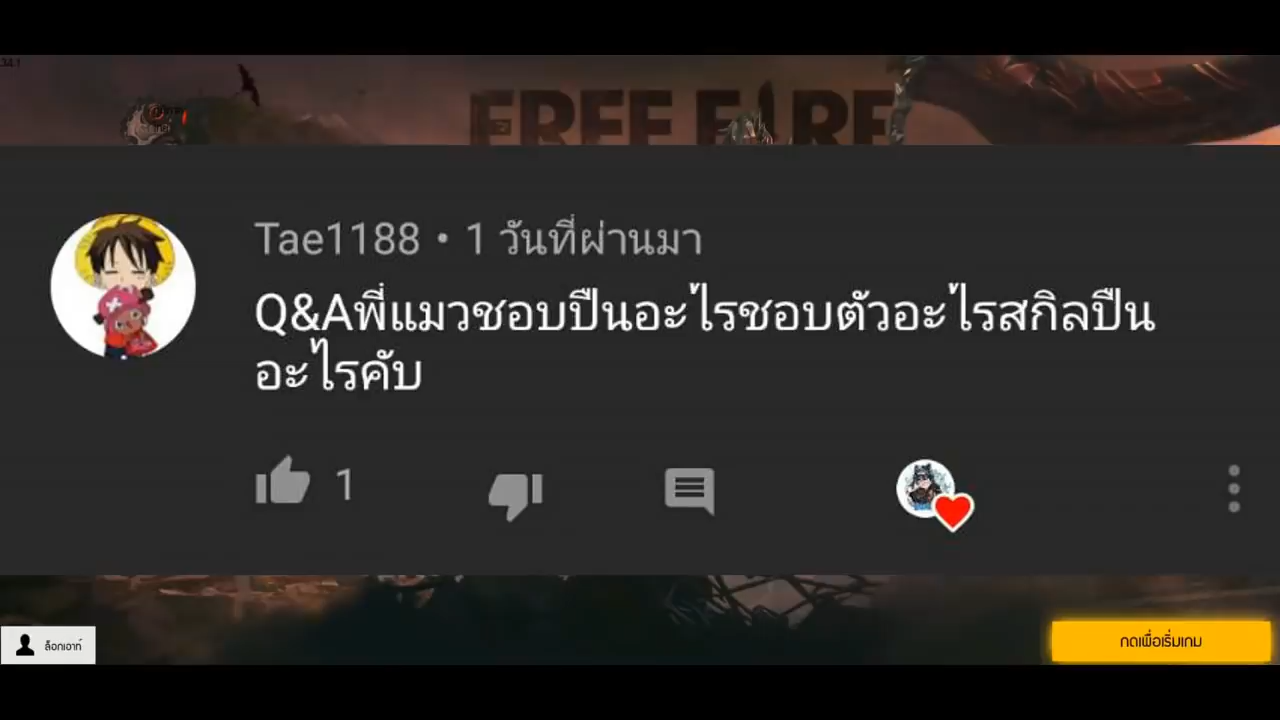 34.1
FREE FIRE
Tae1188 • 1 วันที่ผ่านมา
Q&Aพี่แมวชอบปืนอะไรชอบตัวอะไรสกิลปืน
อะไรคับ
1
ล็อกเอาท์
กดเพื่อเริ่มเกม